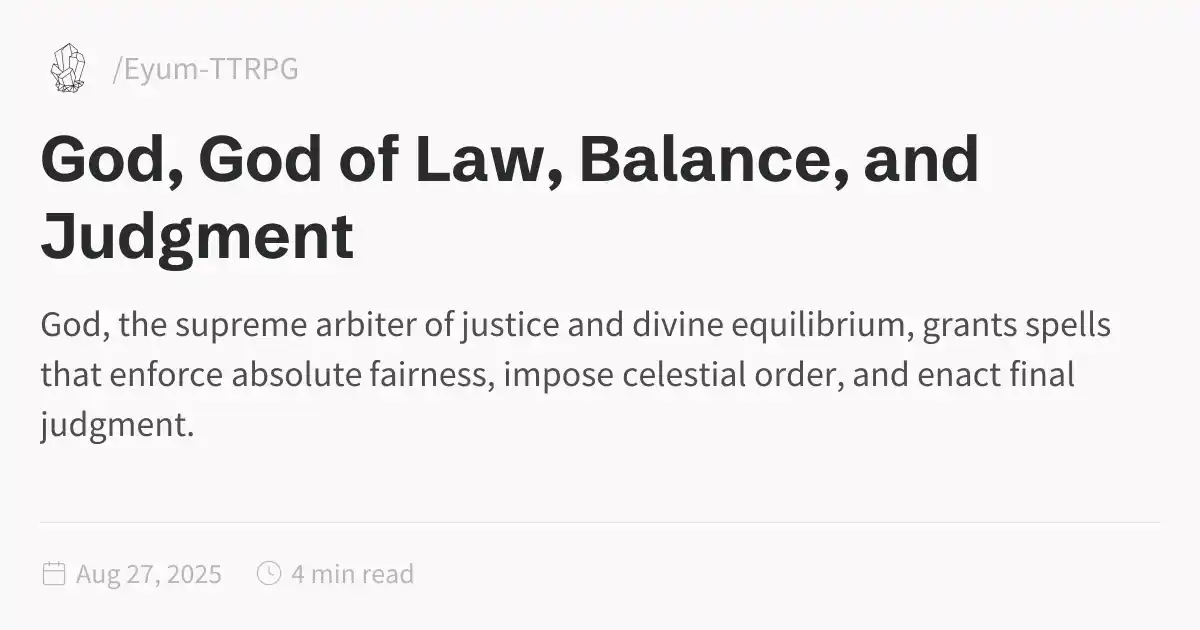 /Eyum-TTRPG
God, God of Law, Balance, and
Judgment
God, the supreme arbiter of justice and divine equilibrium, grants spells
that enforce absolute fairness, impose celestial order, and enact final
judgment.
Aug 27, 2025 4 min read